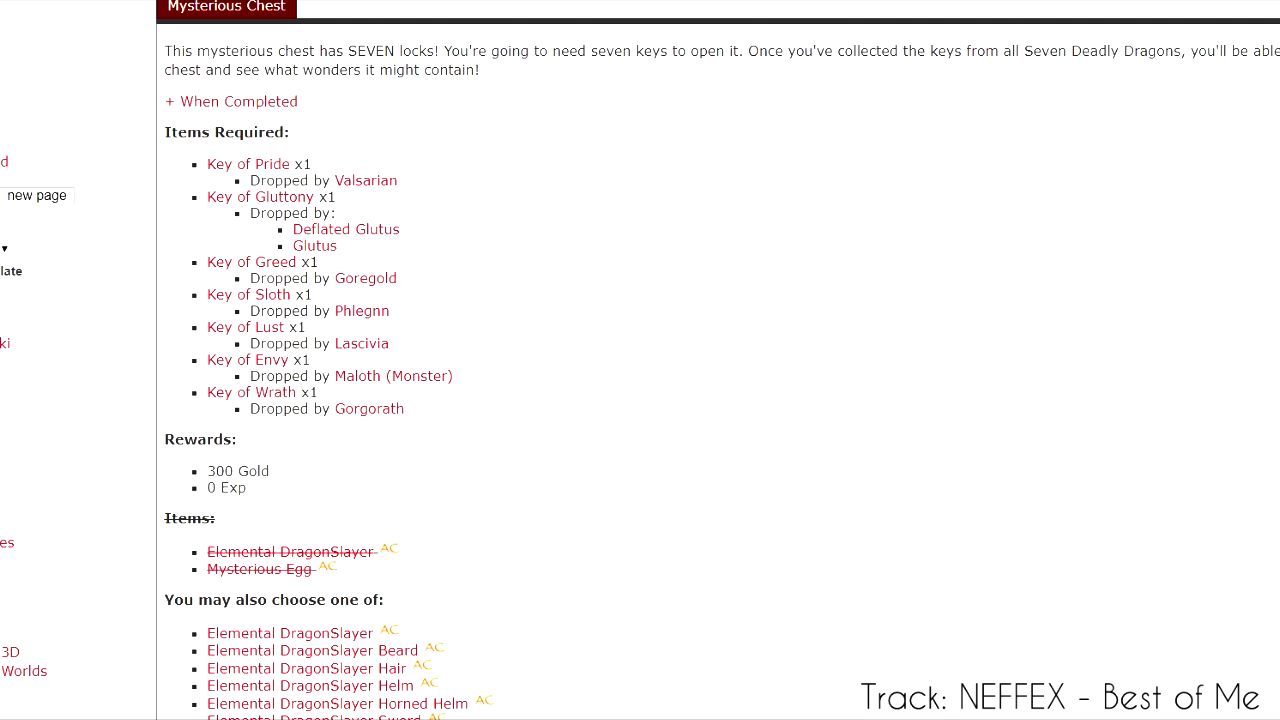 Mysterious Chest
This mysterious chest has SEVEN locks! You're going to need seven keys to open it. Once you've collected the keys from all Seven Deadly Dragons, you'll be able
chest and see what wonders it might contain!
+ When Completed
Items Required:
Key of Pride x1
Dropped by Valsarian
Key of Gluttony x1
Dropped by:
Deflated Glutus
Glutus
Key of Greed x1
Dropped by Goregold
Key of Sloth x1
Dropped by Phlegnn
Key of Lust x1
Dropped by Lascivia
Key of Envy x1
Dropped by Maloth (Monster)
Key of Wrath x1
Dropped by Gorgorath
Rewards:
300 Gold
0 Exp
Items:
Elemental DragonSlayer AC
Mysterious Egg AC
You may also choose one of:
Elemental DragonSlayer AC
Elemental DragonSlayer Beard AC
Elemental DragonSlayer Hair AC
Elemental DragonSlayer Helm AC
Elemental DragonSlayer Horned Helm AC
Elemental DragonSlayer Sword AC
d
new page
▾
late
ki
es
3D
Worlds
Track: NEFFEX - Best of Me